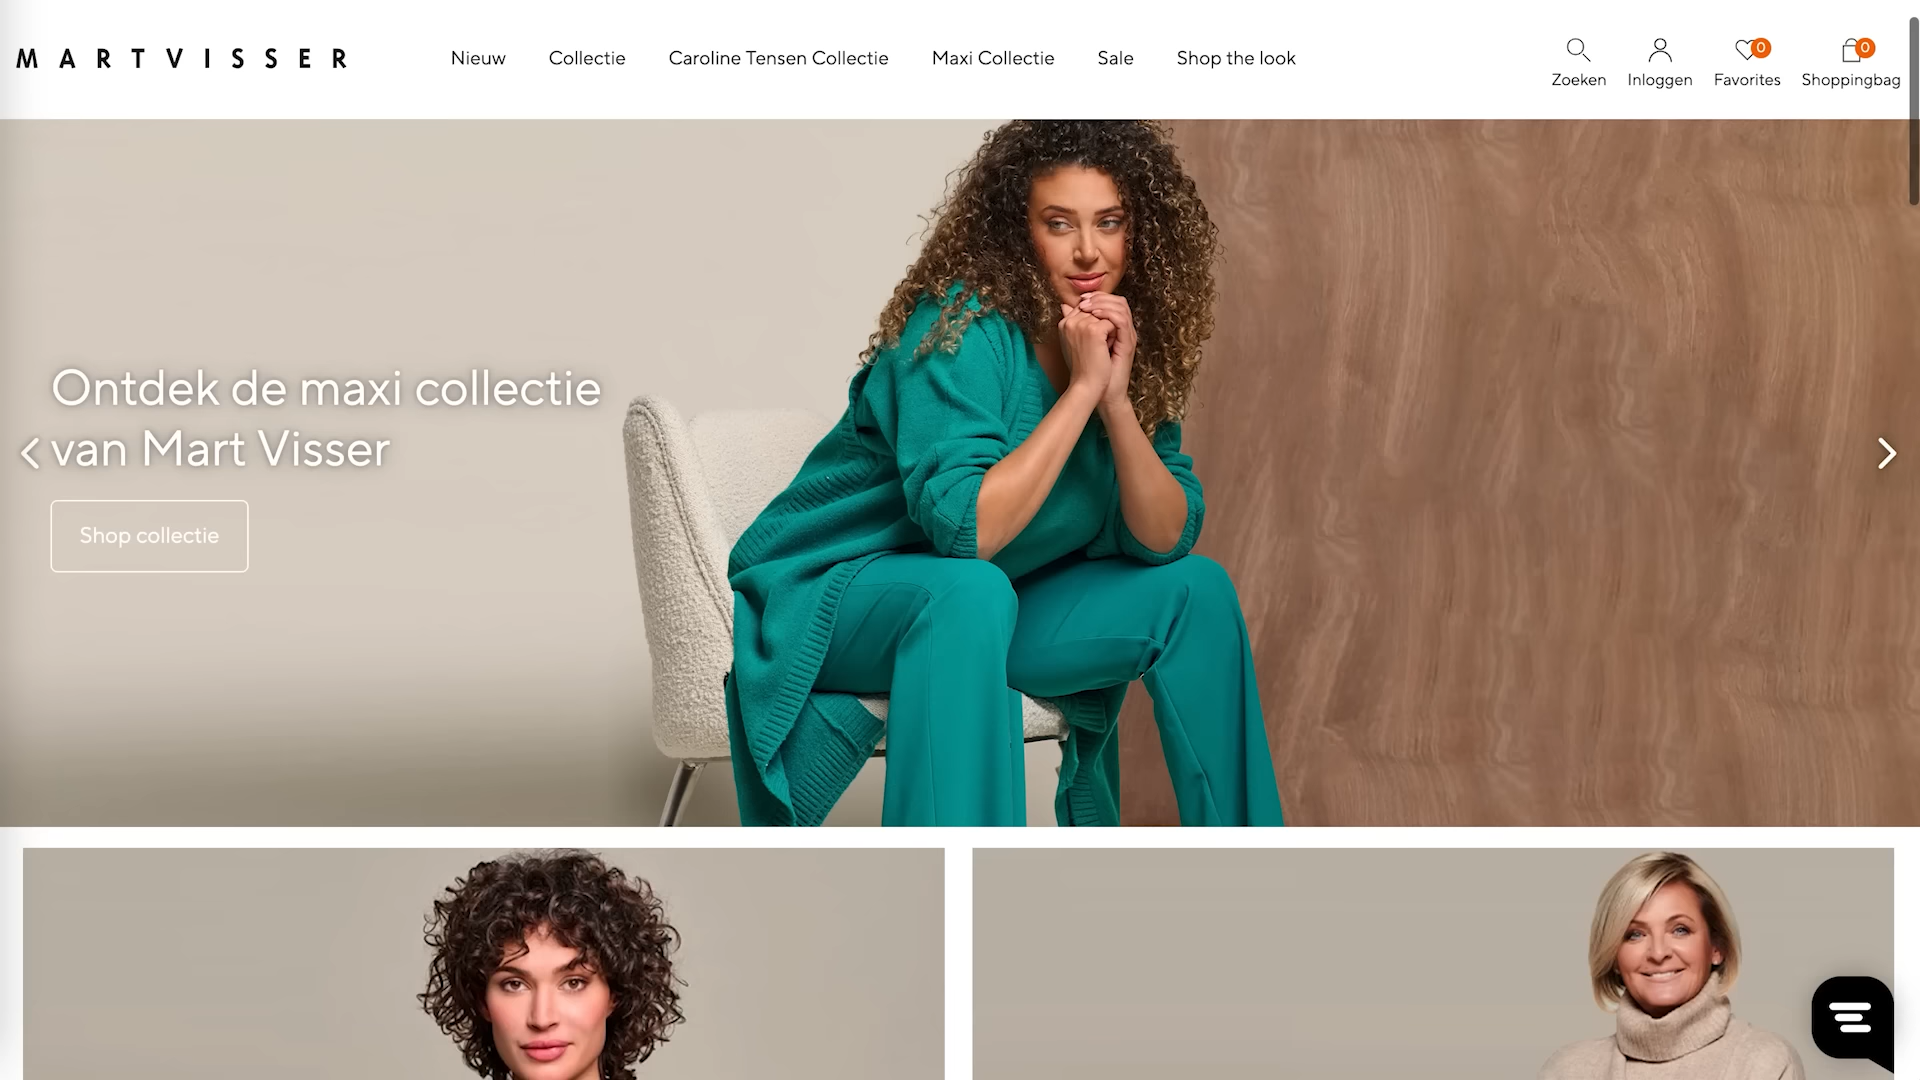 MARTVISSER
Nieuw
Collectie
Caroline Tensen Collectie
Maxi Collectie
Sale
Shop the look
Zoeken
Inloggen
0
Favorites
0
Shoppingbag
Ontdek de maxi collectie
van Mart Visser
Shop collectie